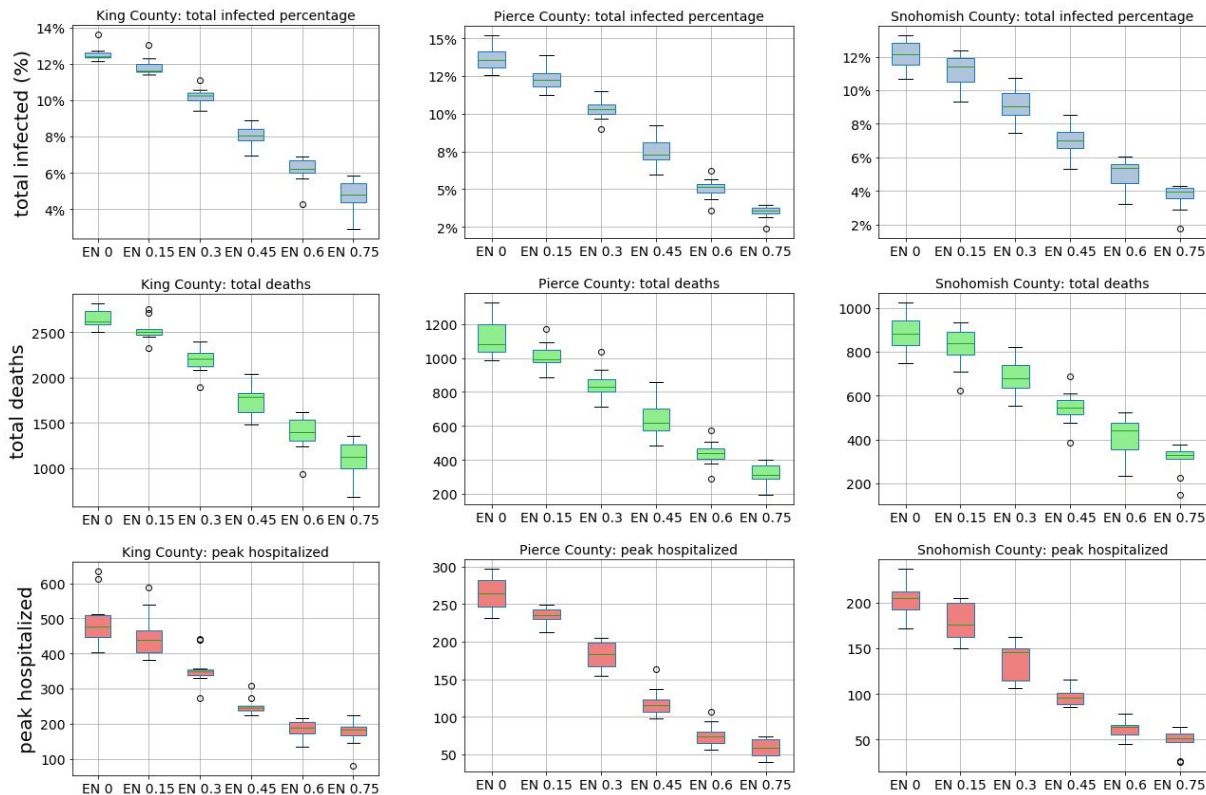 King County: total infected percentage
Pierce County: total infected percentage
Snohomish County: total infected percentage
total infected (%)
14%
12%
10%
8%
6%
4%
15%
12%
10%
8%
5%
2%
12%
10%
8%
6%
4%
2%
EN 0 EN 0.15 EN 0.3 EN 0.45 EN 0.6 EN 0.75
EN 0 EN 0.15 EN 0.3 EN 0.45 EN 0.6 EN 0.75
EN 0 EN 0.15 EN 0.3 EN 0.45 EN 0.6 EN 0.75
King County: total deaths
Pierce County: total deaths
Snohomish County: total deaths
total deaths
2500
2000
1500
1000
1200
1000
800
600
400
200
1000
800
600
400
200
EN 0 EN 0.15 EN 0.3 EN 0.45 EN 0.6 EN 0.75
EN 0 EN 0.15 EN 0.3 EN 0.45 EN 0.6 EN 0.75
EN 0 EN 0.15 EN 0.3 EN 0.45 EN 0.6 EN 0.75
King County: peak hospitalized
Pierce County: peak hospitalized
Snohomish County: peak hospitalized
peak hospitalized
600
500
400
300
200
100
300
250
200
150
100
50
200
150
100
50
EN 0 EN 0.15 EN 0.3 EN 0.45 EN 0.6 EN 0.75
EN 0 EN 0.15 EN 0.3 EN 0.45 EN 0.6 EN 0.75
EN 0 EN 0.15 EN 0.3 EN 0.45 EN 0.6 EN 0.75